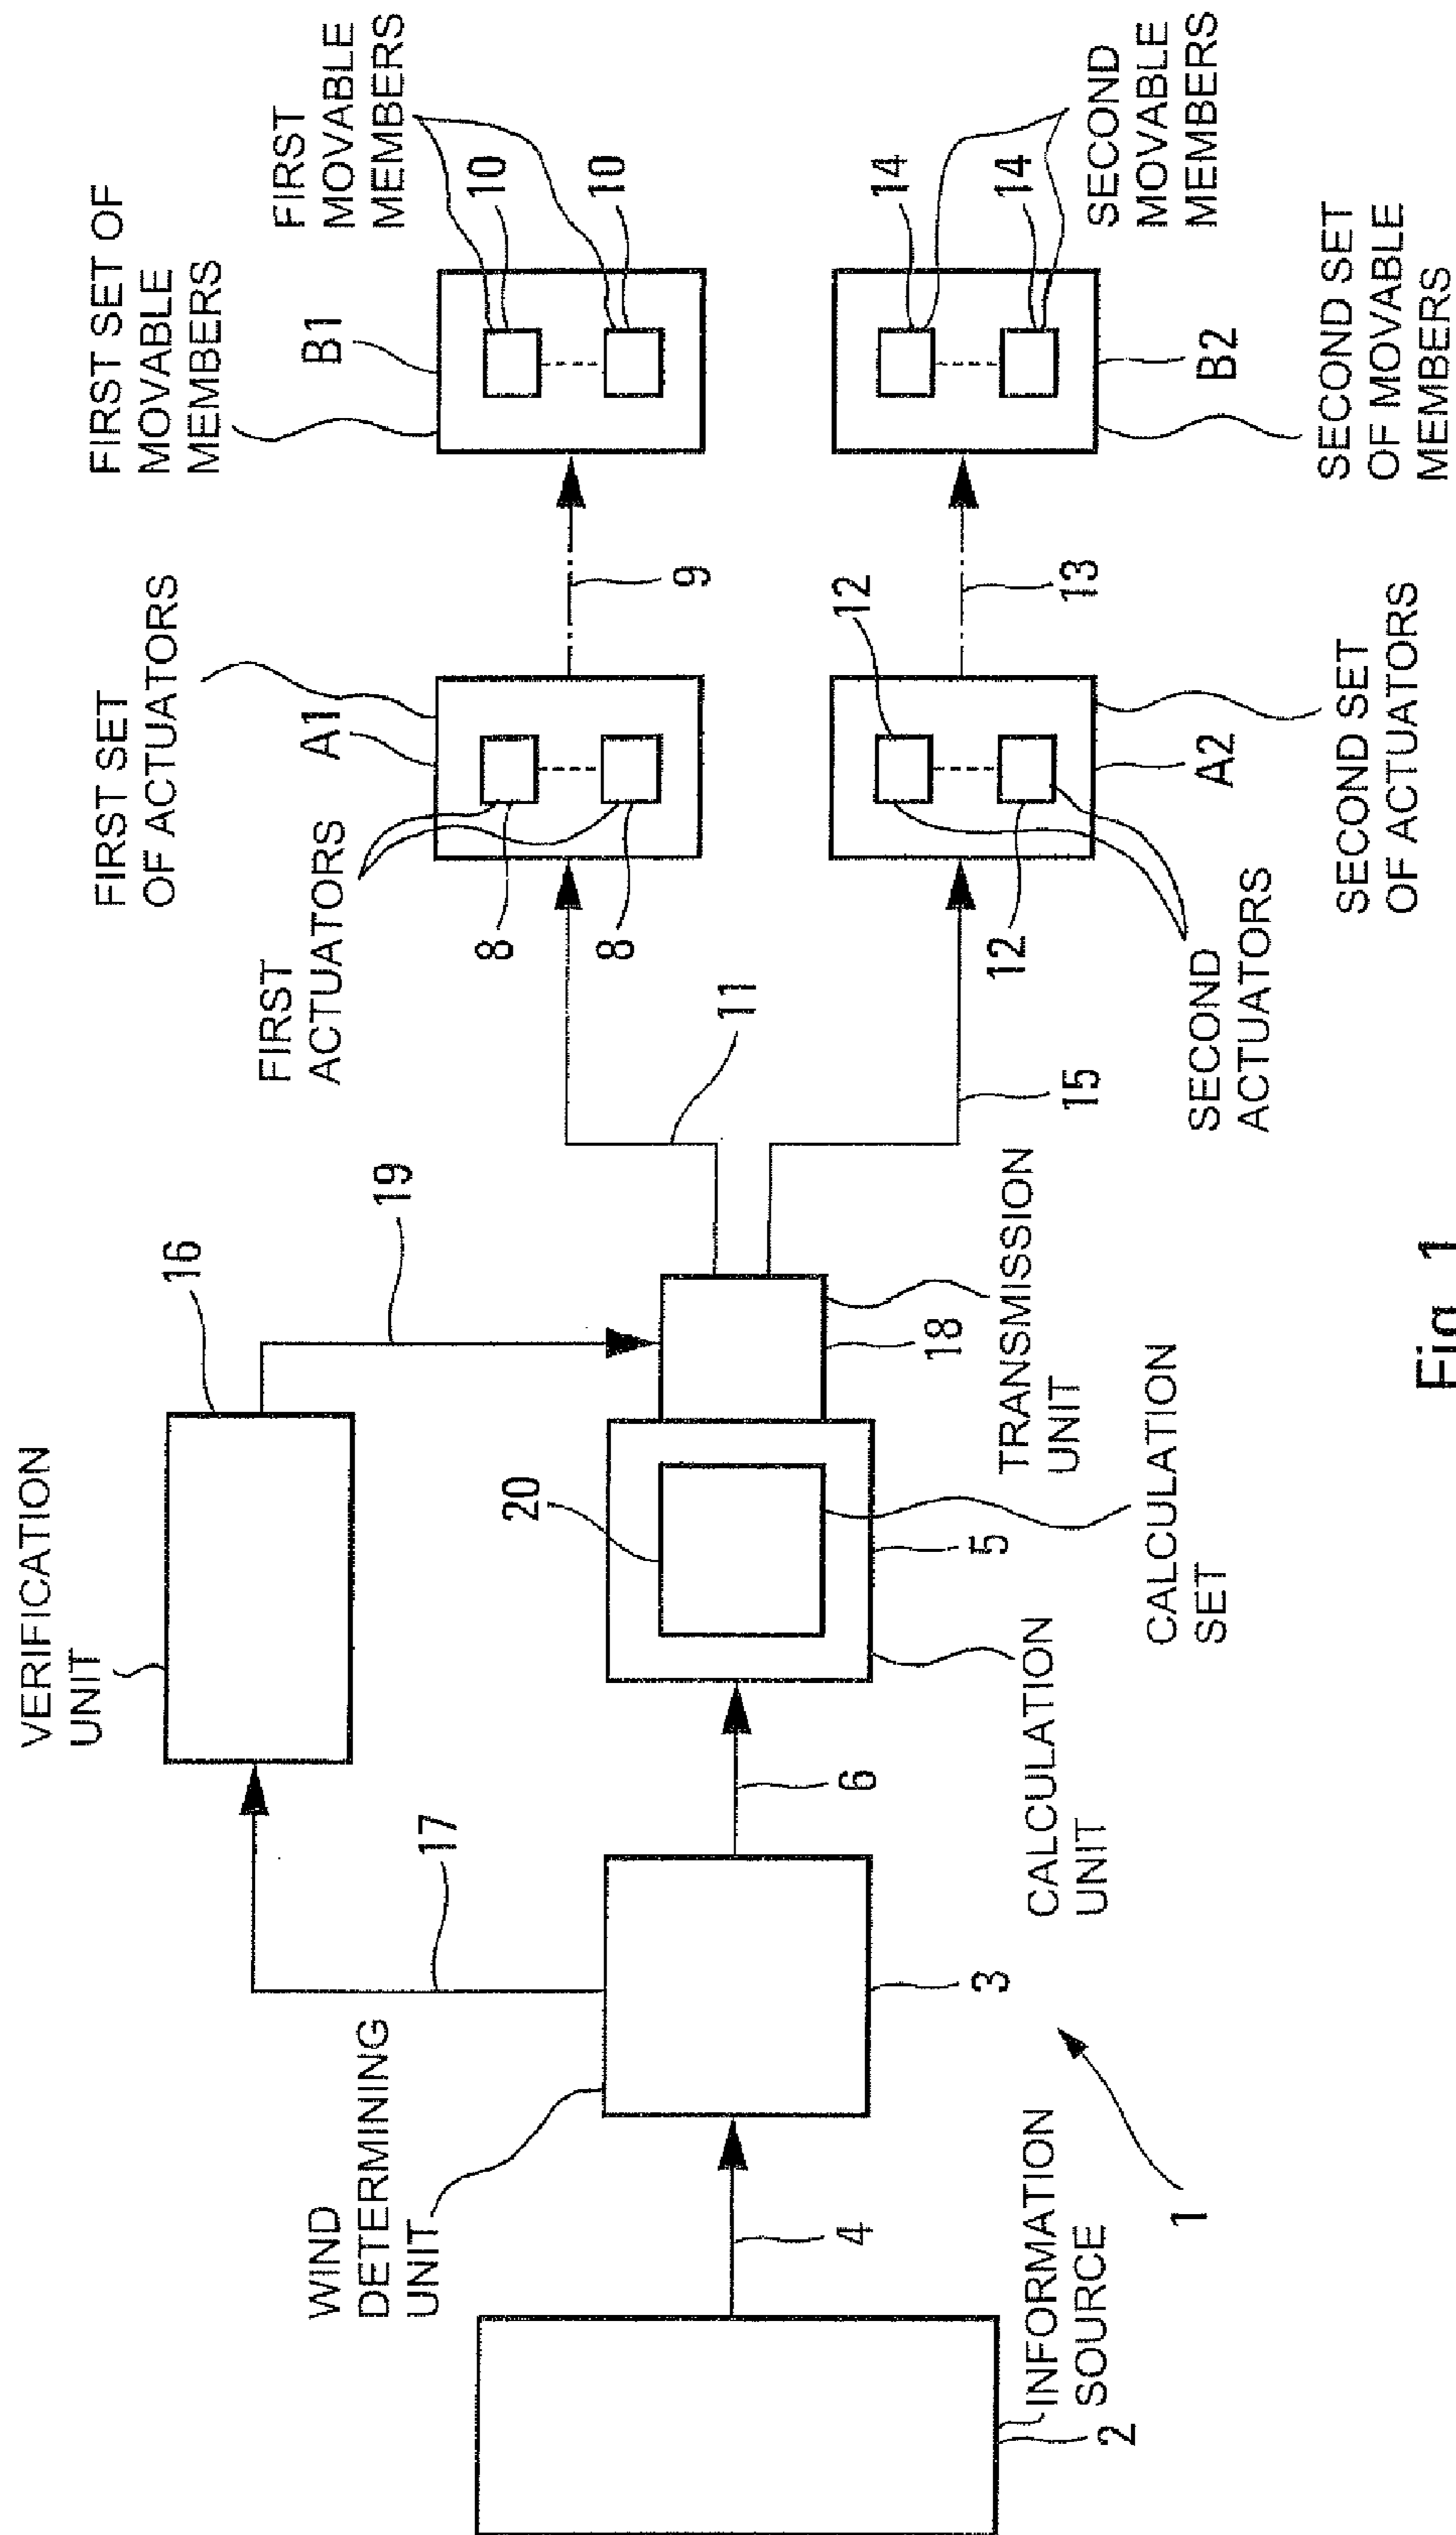 FIRST SET OF
MOVABLE
MEMBERS
FIRST
MOVABLE
MEMBERS
B1
10
10
FIRST SET
OF ACTUATORS
A1
FIRST
ACTUATORS
8
8
9
11
VERIFICATION
UNIT
16
19
17
WIND
DETERMINING
UNIT
20
18
TRANSMISSION
UNIT
5
CALCULATION
SET
CALCULATION
UNIT
6
3
4
INFORMATION
SOURCE
2
1
15
12
12
SECOND
ACTUATORS
A2
SECOND SET
OF ACTUATORS
13
14
14
SECOND
MOVABLE
MEMBERS
B2
SECOND SET
OF MOVABLE
MEMBERS
Fig. 1